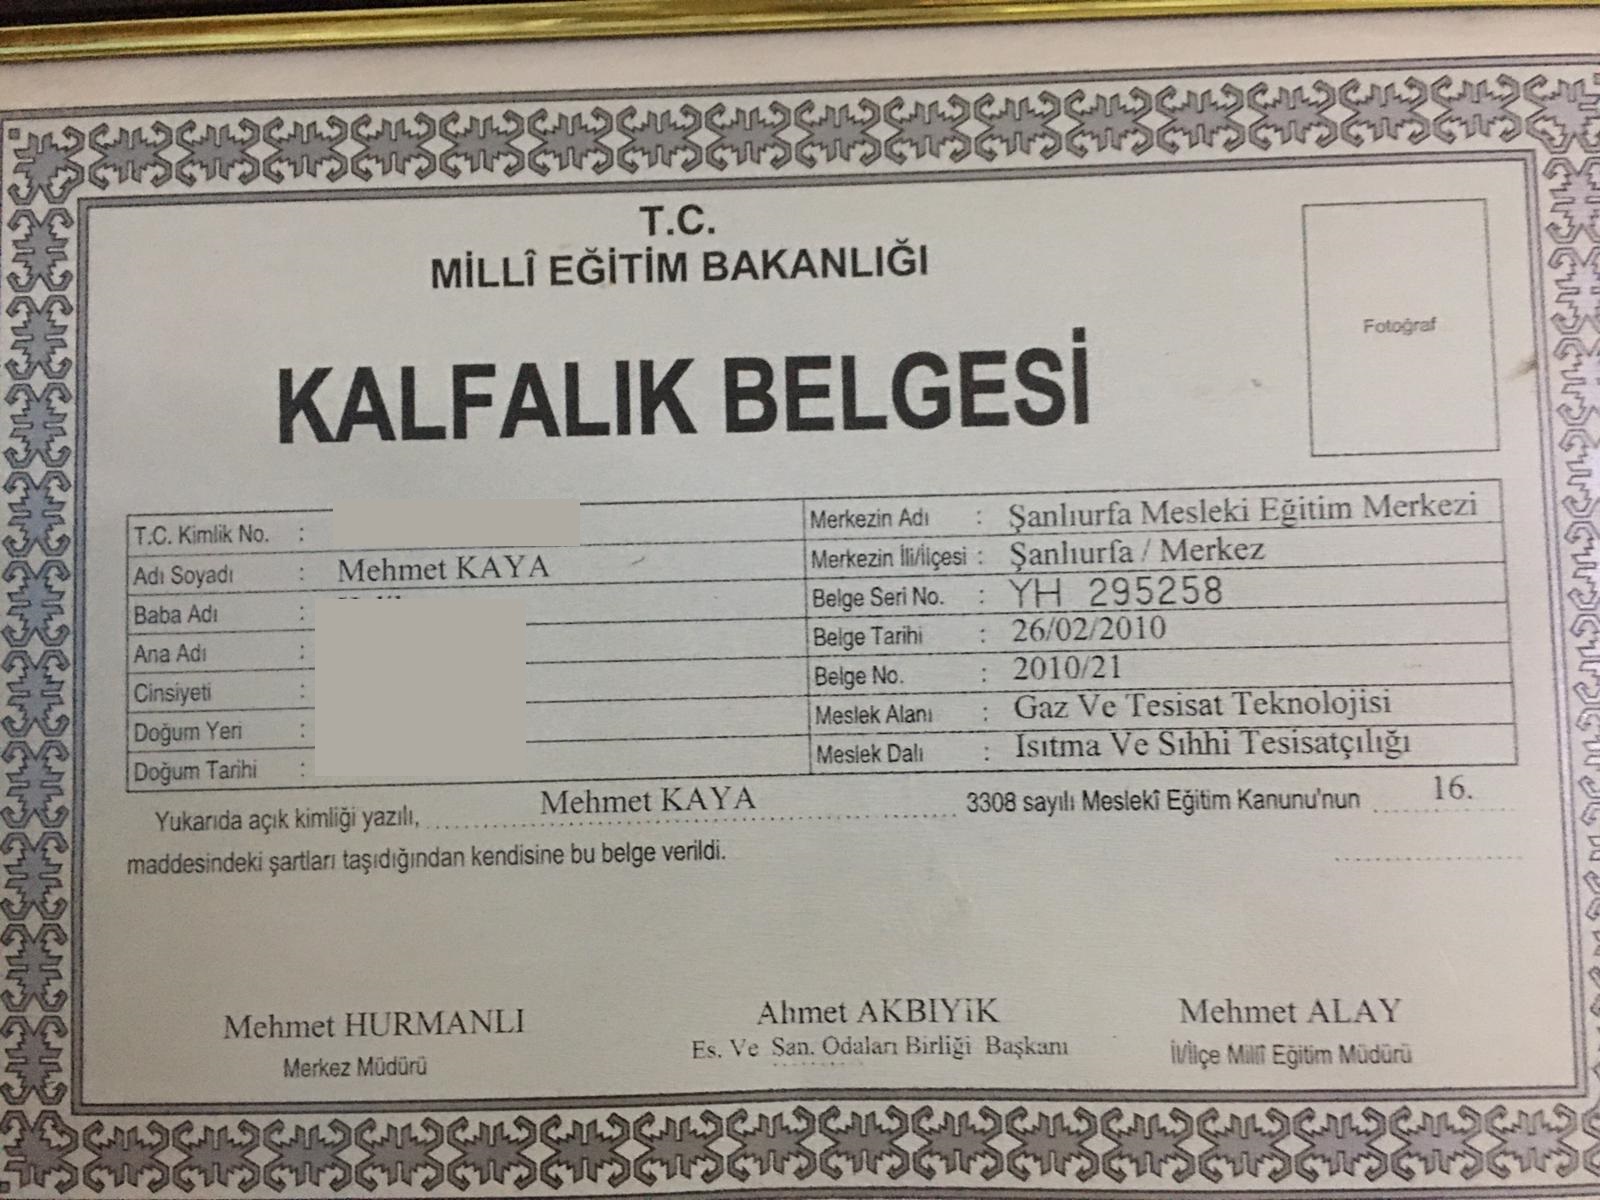 T.C.
MİLLÎ EĞİTİM BAKANLIĞI
KALFALIK BELGESİ
Fotoğraf
T.C. Kimlik No. :
Adı Soyadı : Mehmet KAYA
Baba Adı :
Ana Adı :
Cinsiyeti :
Doğum Yeri :
Doğum Tarihi :
Merkezin Adı : Şanlıurfa Mesleki Eğitim Merkezi
Merkezin İli/İlçesi : Şanlıurfa / Merkez
Belge Seri No. : YH 295258
Belge Tarihi : 26/02/2010
Belge No. : 2010/21
Meslek Alanı : Gaz Ve Tesisat Teknolojisi
Meslek Dalı : Isıtma Ve Sıhhi Tesisatçılığı
Yukarıda açık kimliği yazılı, Mehmet KAYA 3308 sayılı Meslekî Eğitim Kanunu'nun 16.
maddesindeki şartları taşıdığından kendisine bu belge verildi.
Mehmet HURMANLI
Merkez Müdürü
Ahmet AKBIYIK
Es. Ve San. Odaları Birliği Başkanı
Mehmet ALAY
İl/İlçe Millî Eğitim Müdürü